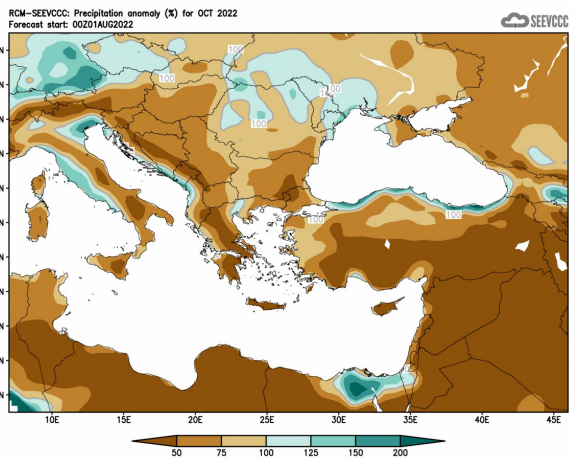 RCM-SEEVCCC: Precipitation anomaly (%) for OCT 2022
Forecast start: 00Z01AUG2022
SEEVCCC
100
100
100
100
100
100
100
N
N
N
N
N
N
N
N
N
N
10E 15E 20E 25E 30E 35E 40E 45E
50 75 100 125 150 200